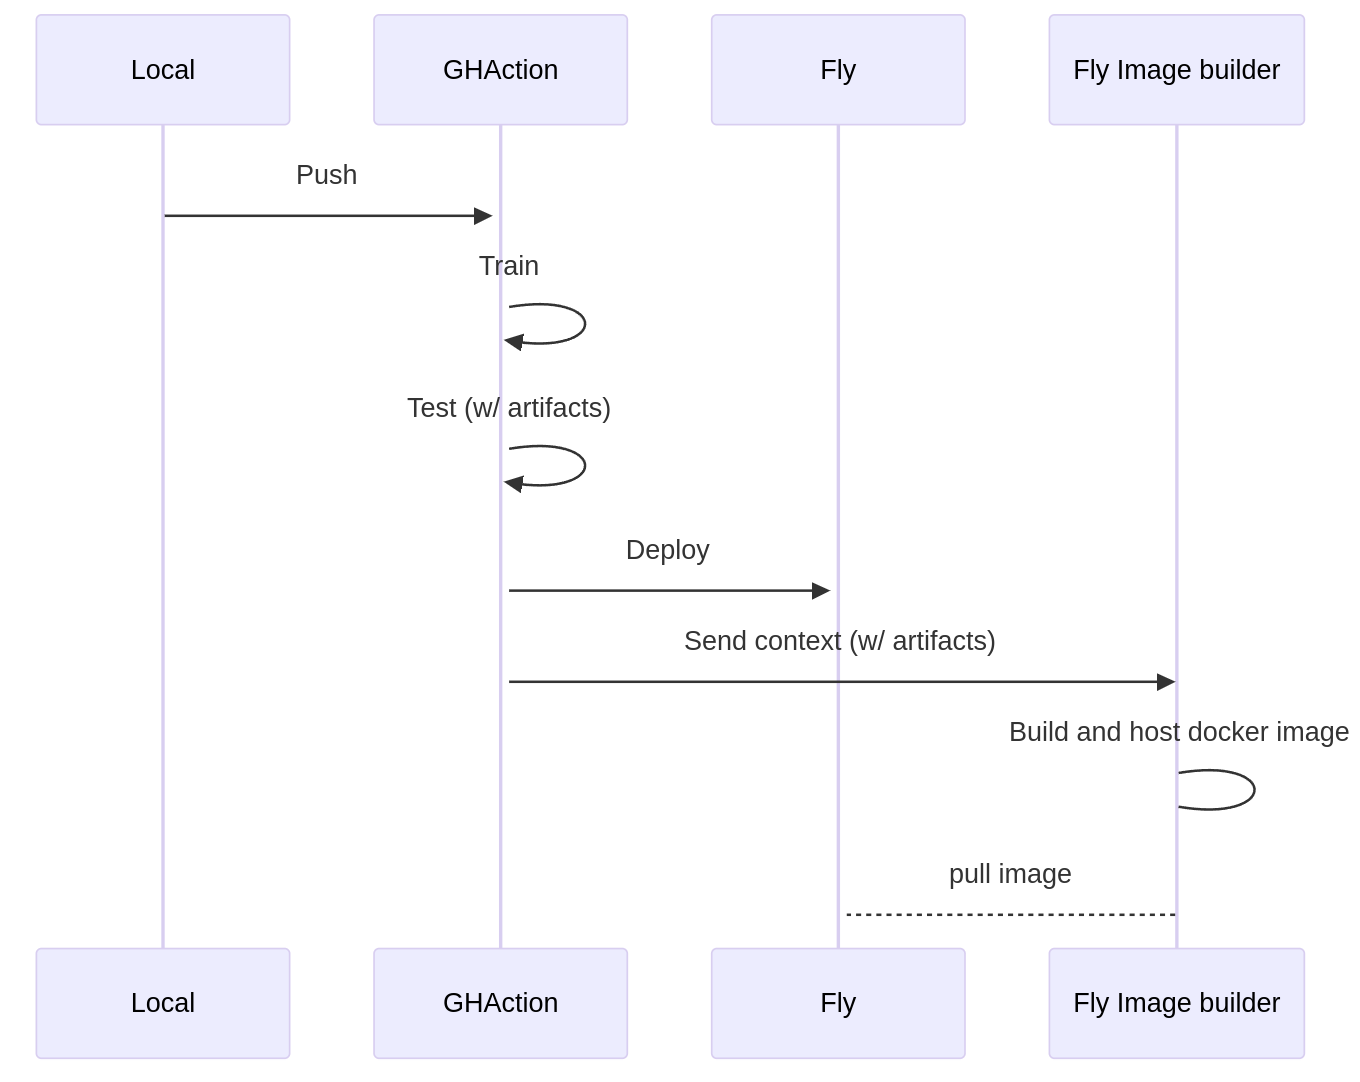 Local
GHAction
Fly
Fly Image builder
Push
Train
Test (w/ artifacts)
Deploy
Send context (w/ artifacts)
Build and host docker image
pull image
Local
GHAction
Fly
Fly Image builder